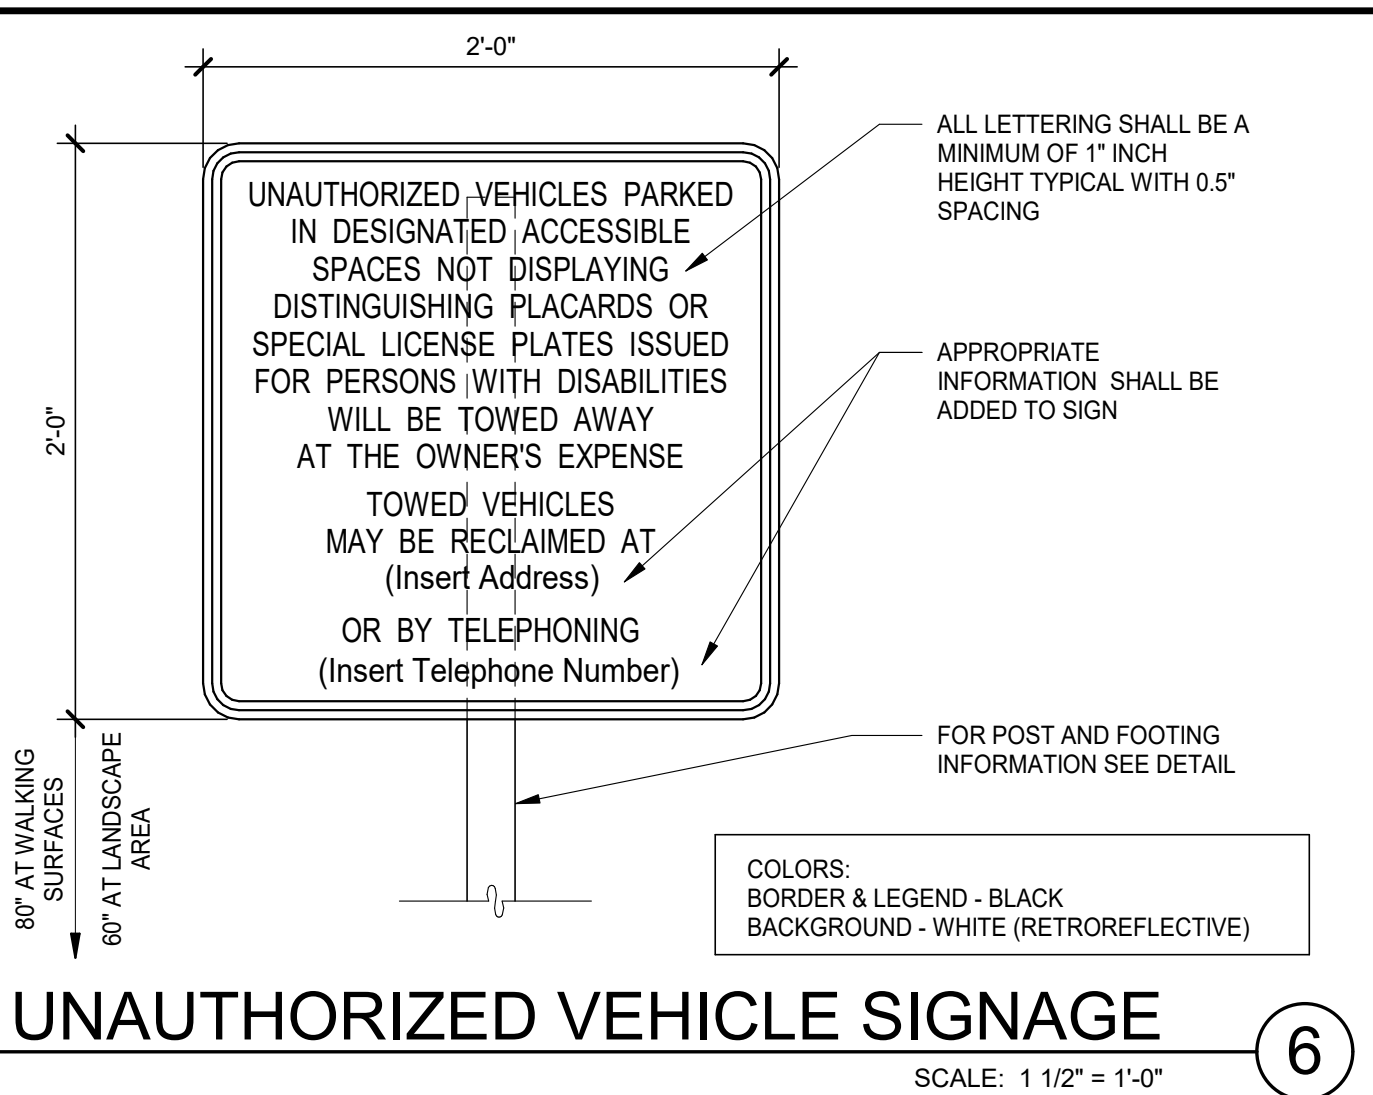 2'-0"
ALL LETTERING SHALL BE A
MINIMUM OF 1" INCH
HEIGHT TYPICAL WITH 0.5"
SPACING
UNAUTHORIZED VEHICLES PARKED
IN DESIGNATED ACCESSIBLE
SPACES NOT DISPLAYING
DISTINGUISHING PLACARDS OR
SPECIAL LICENSE PLATES ISSUED
FOR PERSONS WITH DISABILITIES
WILL BE TOWED AWAY
AT THE OWNER'S EXPENSE
TOWED VEHICLES
MAY BE RECLAIMED AT
(Insert Address)
OR BY TELEPHONING
(Insert Telephone Number)
APPROPRIATE
INFORMATION SHALL BE
ADDED TO SIGN
2'-0"
80" AT WALKING
SURFACES
60" AT LANDSCAPE
AREA
FOR POST AND FOOTING
INFORMATION SEE DETAIL
COLORS:
BORDER & LEGEND - BLACK
BACKGROUND - WHITE (RETROREFLECTIVE)
UNAUTHORIZED VEHICLE SIGNAGE
6
SCALE: 1 1/2" = 1'-0"